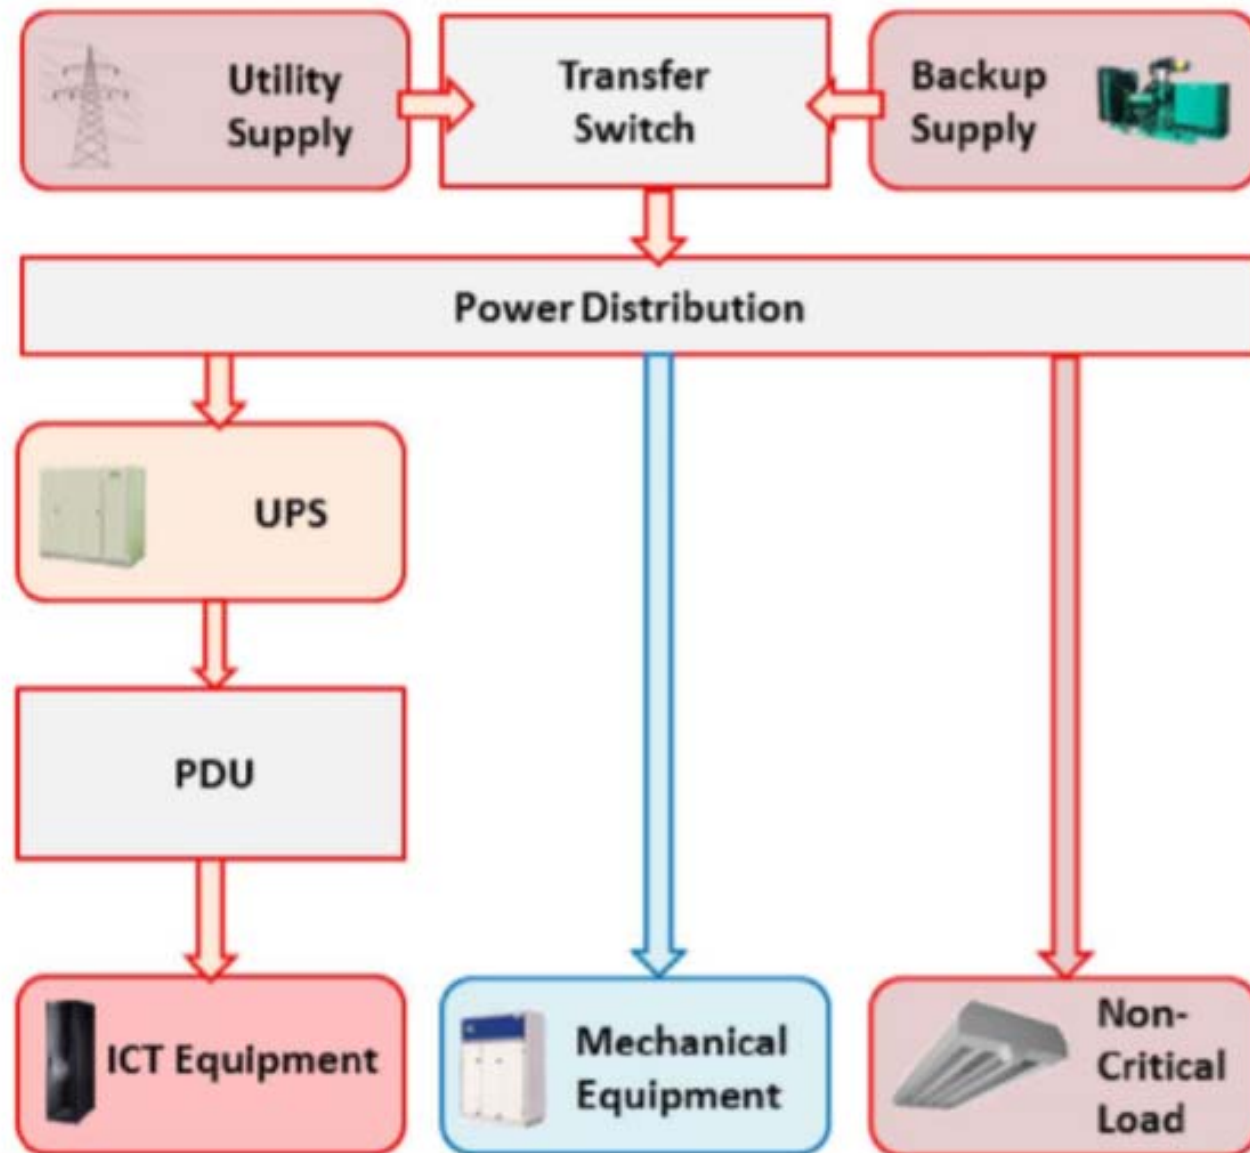 Utility
Supply
Transfer
Switch
Backup
Supply
Power Distribution
UPS
PDU
ICT Equipment
Mechanical
Equipment
Non-
Critical
Load